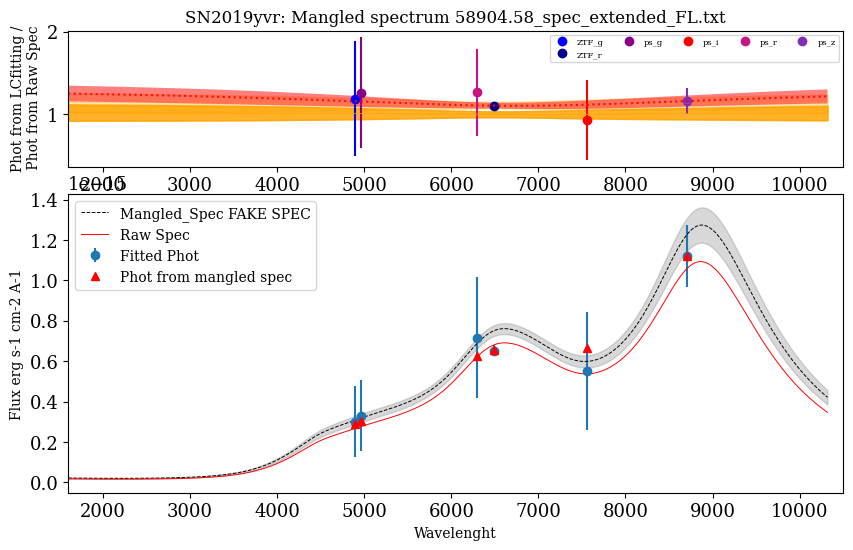 SN2019yvr: Mangled spectrum 58904.58_spec_extended_FL.txt
Phot from LCfitting /
Phot from Raw Spec
2
1
ZTF_g ps_g ps_i ps_r ps_z
ZTF_r
2000 3000 4000 5000 6000 7000 8000 9000 10000
1e−15
Flux erg s-1 cm-2 A-1
1.4
1.2
1.0
0.8
0.6
0.4
0.2
0.0
Mangled_Spec FAKE SPEC
Raw Spec
Fitted Phot
Phot from mangled spec
2000 3000 4000 5000 6000 7000 8000 9000 10000
Wavelenght